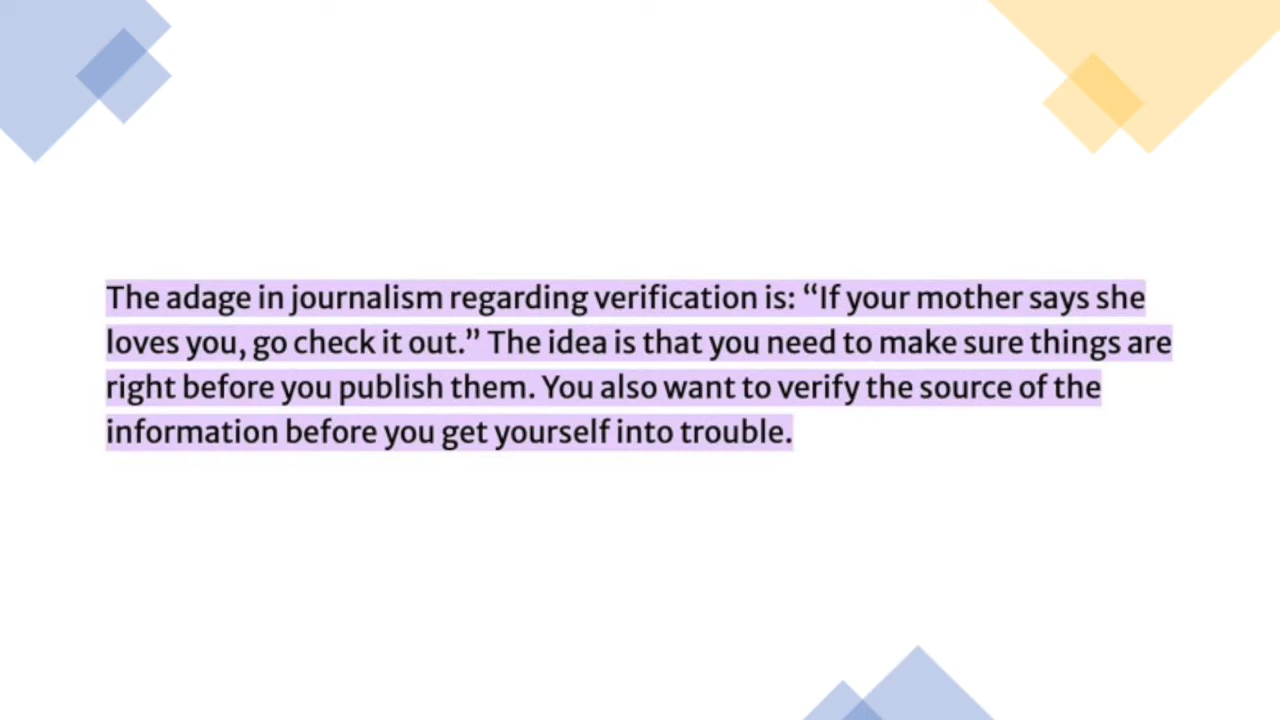 The adage in journalism regarding verification is: “If your mother says she
loves you, go check it out.” The idea is that you need to make sure things are
right before you publish them. You also want to verify the source of the
information before you get yourself into trouble.